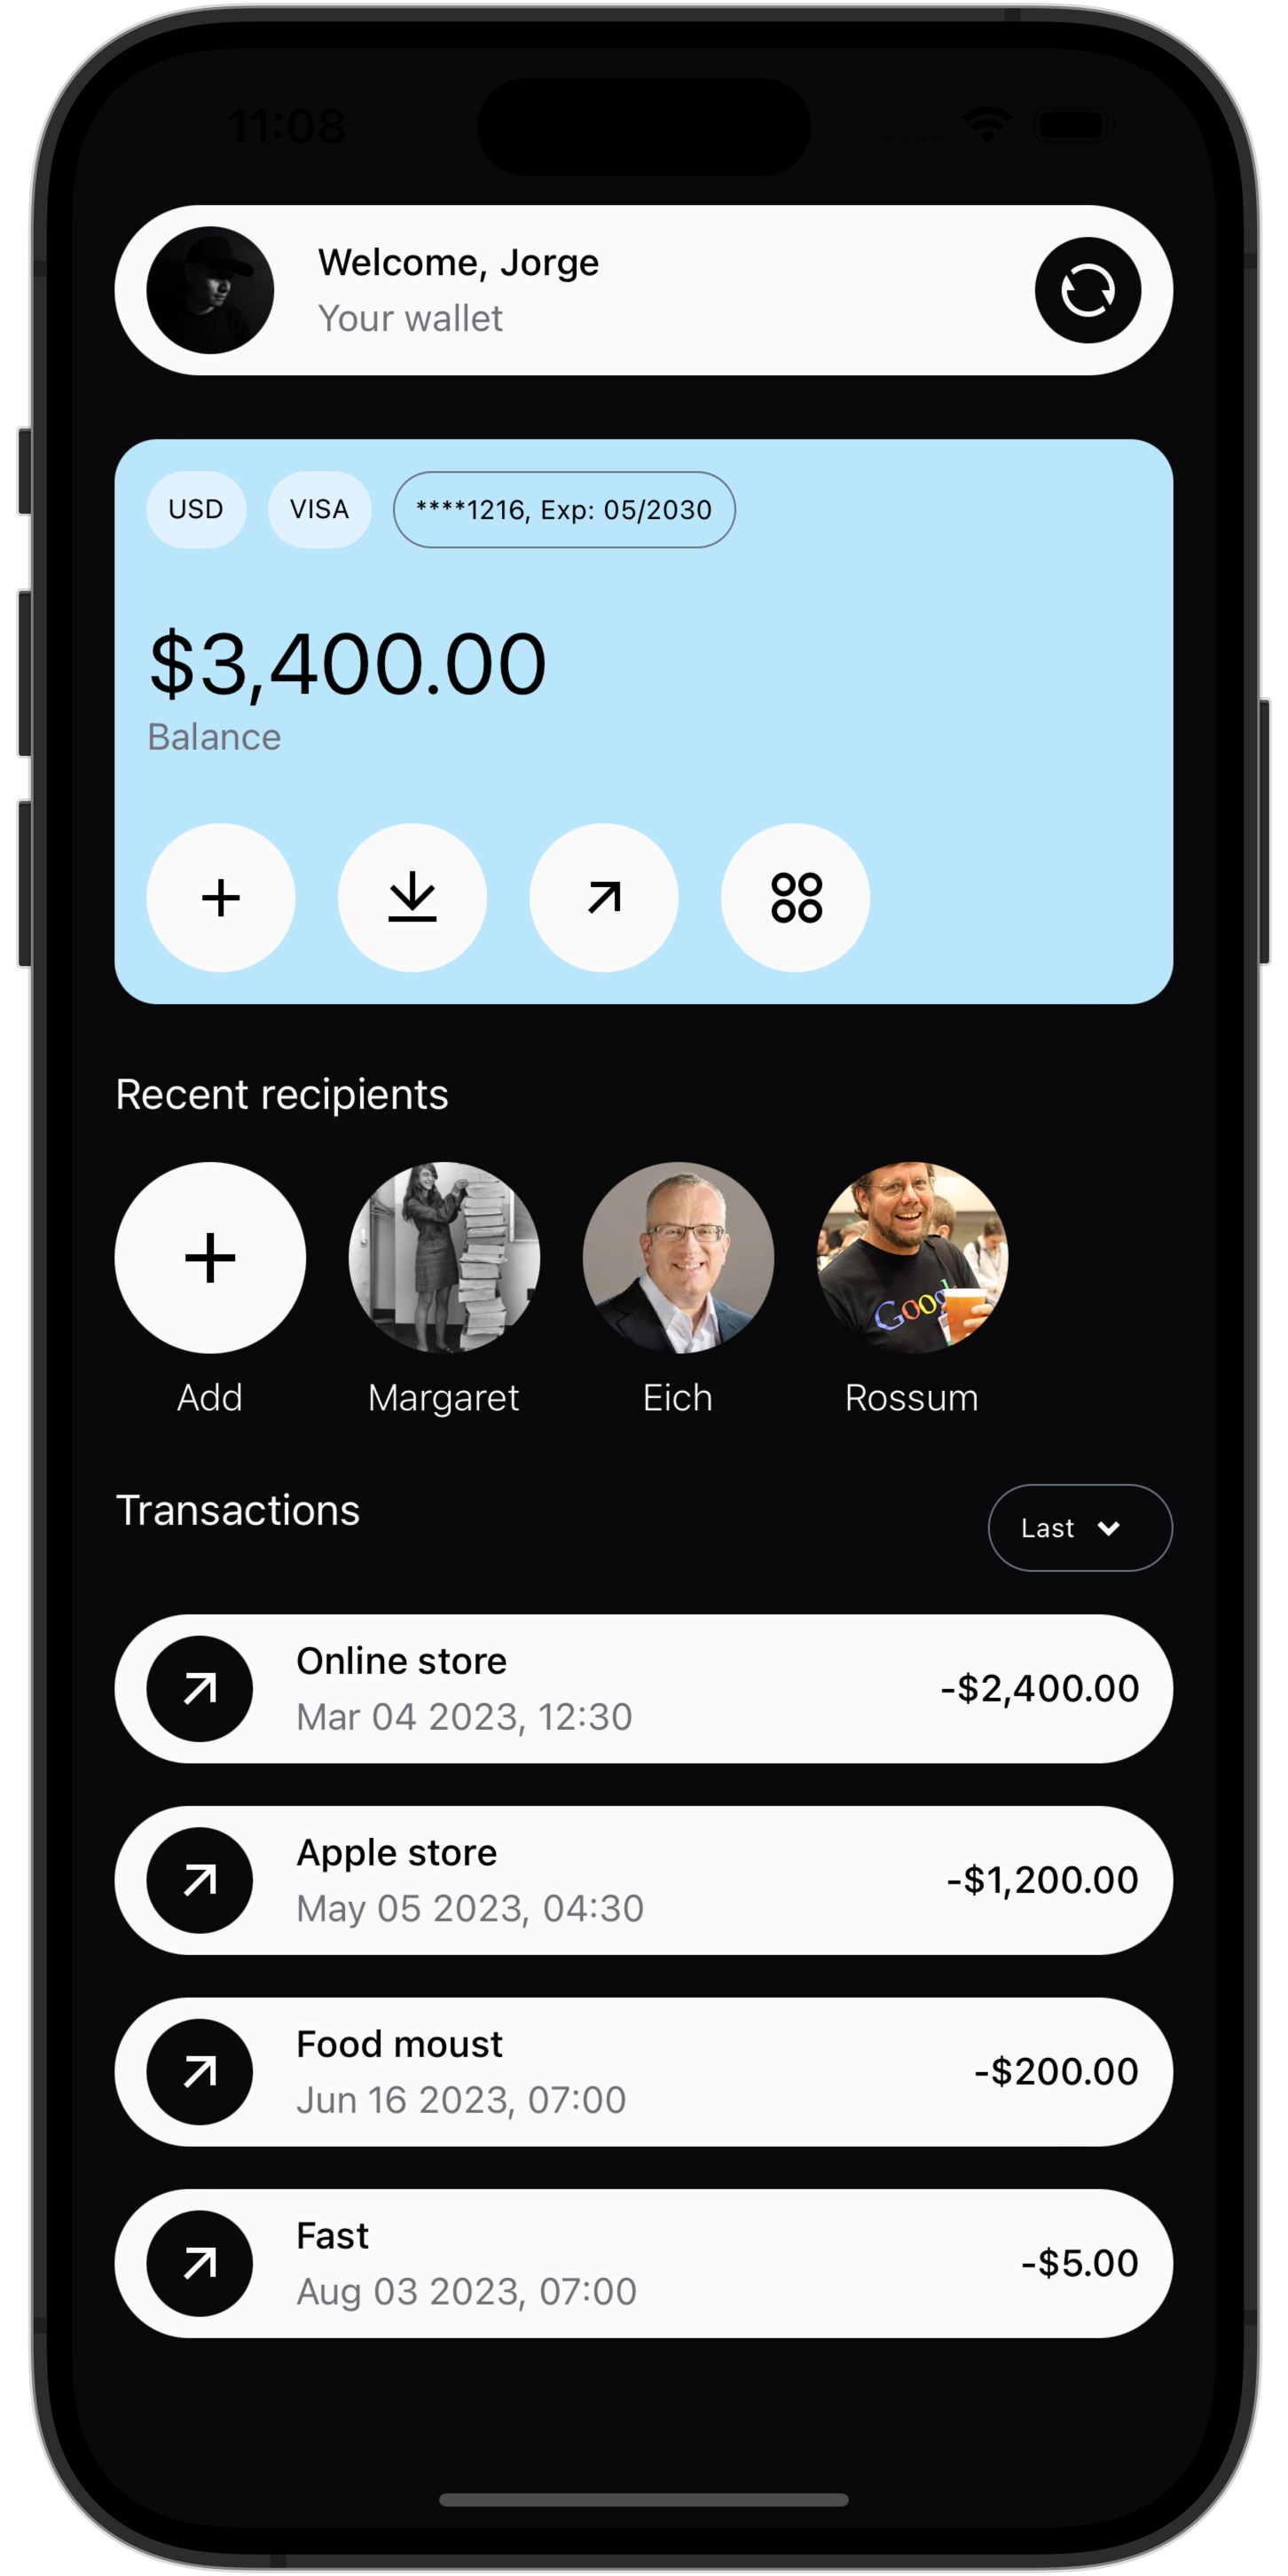 11:08
Welcome, Jorge
Your wallet
USD
VISA
****1216, Exp: 05/2030
$3,400.00
Balance
Recent recipients
Goog
Add
Margaret
Eich
Rossum
Transactions
Last
Online store
Mar 04 2023, 12:30
-$2,400.00
Apple store
May 05 2023, 04:30
-$1,200.00
Food moust
Jun 16 2023, 07:00
-$200.00
Fast
Aug 03 2023, 07:00
-$5.00